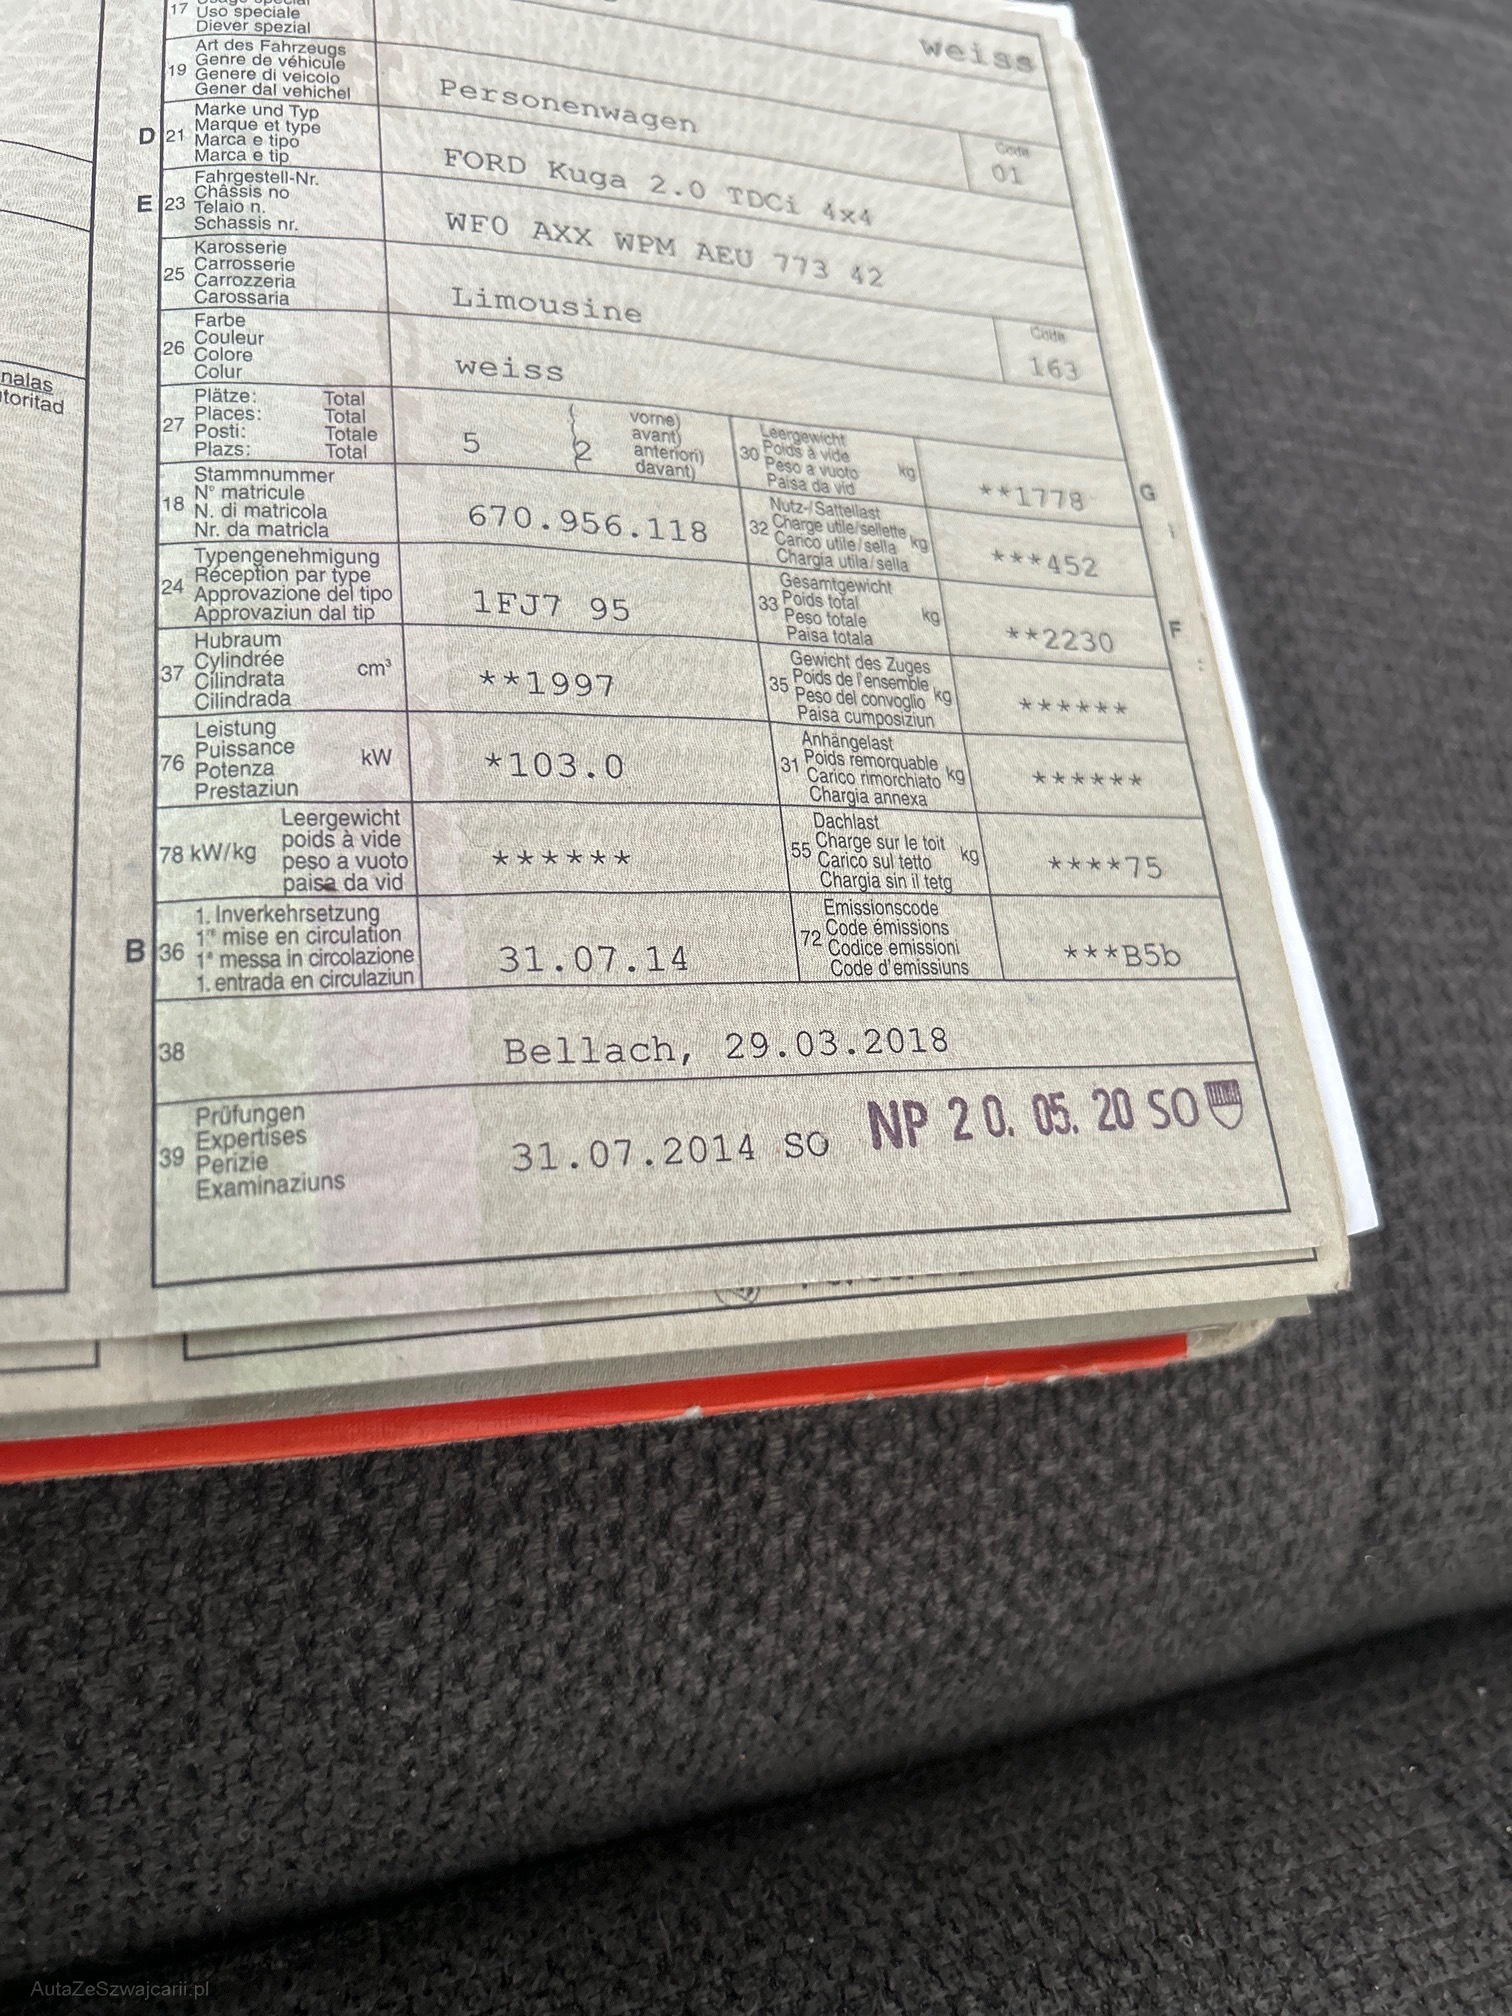 17 Uso speciale
Diever spezial
weiss
19 Art des Fahrzeugs
Genre de véhicule
Genere di veicolo
Gener dal vehichel
Personenwagen
Code
01
D 21 Marke und Typ
Marque et type
Marca e tipo
Marca e tip
FORD Kuga 2.0 TDCi 4x4
E 23 Fahrgestell-Nr.
Châssis no
Telaio n.
Schassis nr.
WF0 AXX WPM AEU 773 42
25 Karosserie
Carrosserie
Carrozzeria
Carossaria
Limousine
Code
163
26 Farbe
Couleur
Colore
Colur
weiss
nalas
toritad
27 Plätze: Total
Places: Total
Posti: Totale
Plazs: Total
5 2
vorne)
avant)
anteriori)
davant)
30 Leergewicht
Poids à vide
Peso a vuoto kg
Paisa da vid
**1778
G
18 Stammnummer
N° matricule
N. di matricola
Nr. da matricla
670.956.118
32 Nutz-/Sattellast
Charge utile/sellette
Carico utile/sella kg
Chargia utila/sella
***452
24 Typengenehmigung
Réception par type
Approvazione del tipo
Approvaziun dal tip
1FJ7 95
33 Gesamtgewicht
Poids total
Peso totale kg
Paisa totala
**2230
F
37 Hubraum
Cylindrée cm³
Cilindrata
Cilindrada
**1997
35 Gewicht des Zuges
Poids de l'ensemble
Peso del convoglio kg
Paisa cumposiziun
******
76 Leistung
Puissance kW
Potenza
Prestaziun
*103.0
31 Anhängelast
Poids remorquable
Carico rimorchiato kg
Chargia annexa
******
78 kW/kg Leergewicht
poids à vide
peso a vuoto
paisa da vid
******
55 Dachlast
Charge sur le toit
Carico sul tetto kg
Chargia sin il tetg
****75
B 36 1. Inverkehrsetzung
1re mise en circulation
1a messa in circolazione
1. entrada en circulaziun
31.07.14
72 Emissionscode
Code émissions
Codice emissioni
Code d'emissiuns
***B5b
38
Bellach, 29.03.2018
39 Prüfungen
Expertises
Perizie
Examinaziuns
31.07.2014 SO
NP 20. 05. 20 SO
AutaZeSzwajcarii.pl